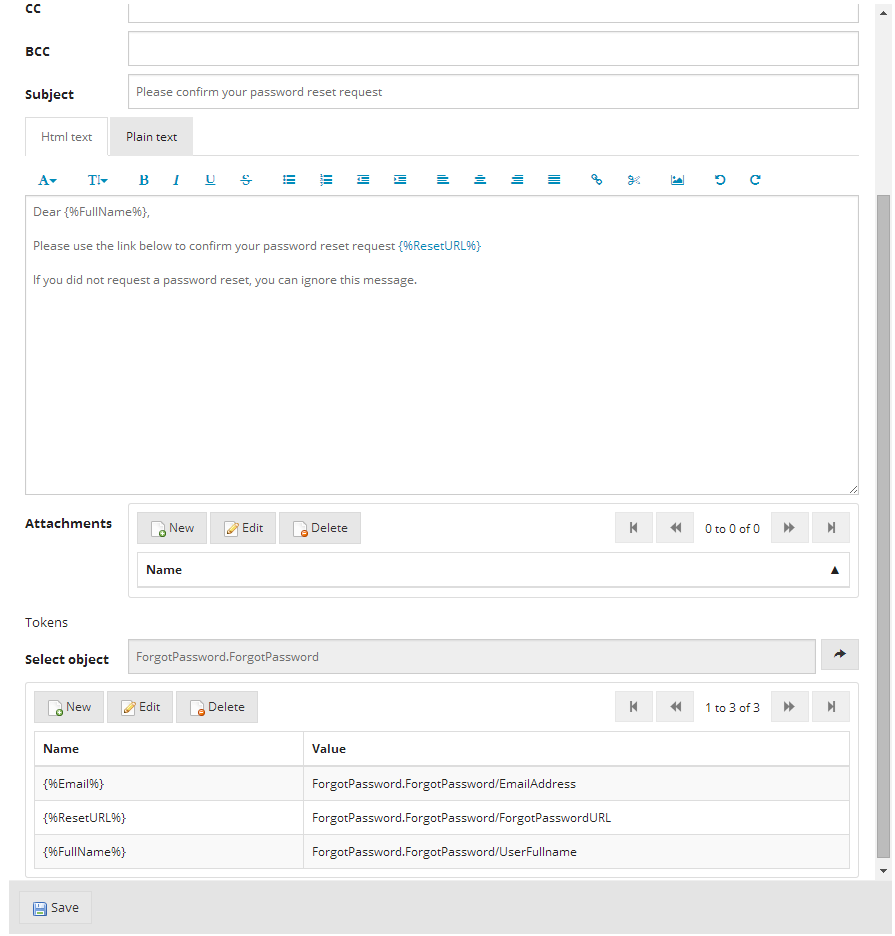 CC
BCC
Subject Please confirm your password reset request
Html text Plain text
A TI B I U S
Dear {%FullName%},
Please use the link below to confirm your password reset request {%ResetURL%}
If you did not request a password reset, you can ignore this message.
Attachments New Edit Delete 0 to 0 of 0
Name
Tokens
Select object ForgotPassword.ForgotPassword
New Edit Delete 1 to 3 of 3
Name Value
{%Email%} ForgotPassword.ForgotPassword/EmailAddress
{%ResetURL%} ForgotPassword.ForgotPassword/ForgotPasswordURL
{%FullName%} ForgotPassword.ForgotPassword/UserFullname
Save